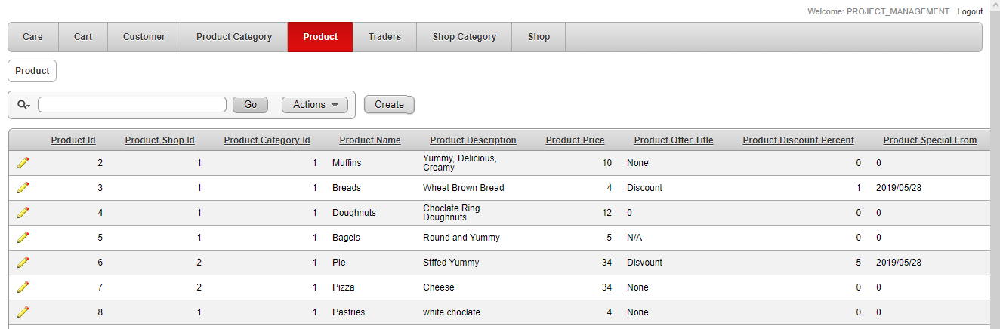 Welcome: PROJECT_MANAGEMENT Logout
Care Cart Customer Product Category Product Traders Shop Category Shop
Product
Go Actions Create
Product Id Product Shop Id Product Category Id Product Name Product Description Product Price Product Offer Title Product Discount Percent Product Special From
2 1 1 Muffins Yummy, Delicious, Creamy 10 None 0 0
3 1 1 Breads Wheat Brown Bread 4 Discount 1 2019/05/28
4 1 1 Doughnuts Choclate Ring Doughnuts 12 0 0 0
5 1 1 Bagels Round and Yummy 5 N/A 0 0
6 2 1 Pie Stffed Yummy 34 Disvount 5 2019/05/28
7 2 1 Pizza Cheese 34 None 0 0
8 1 1 Pastries white choclate 4 None 0 0